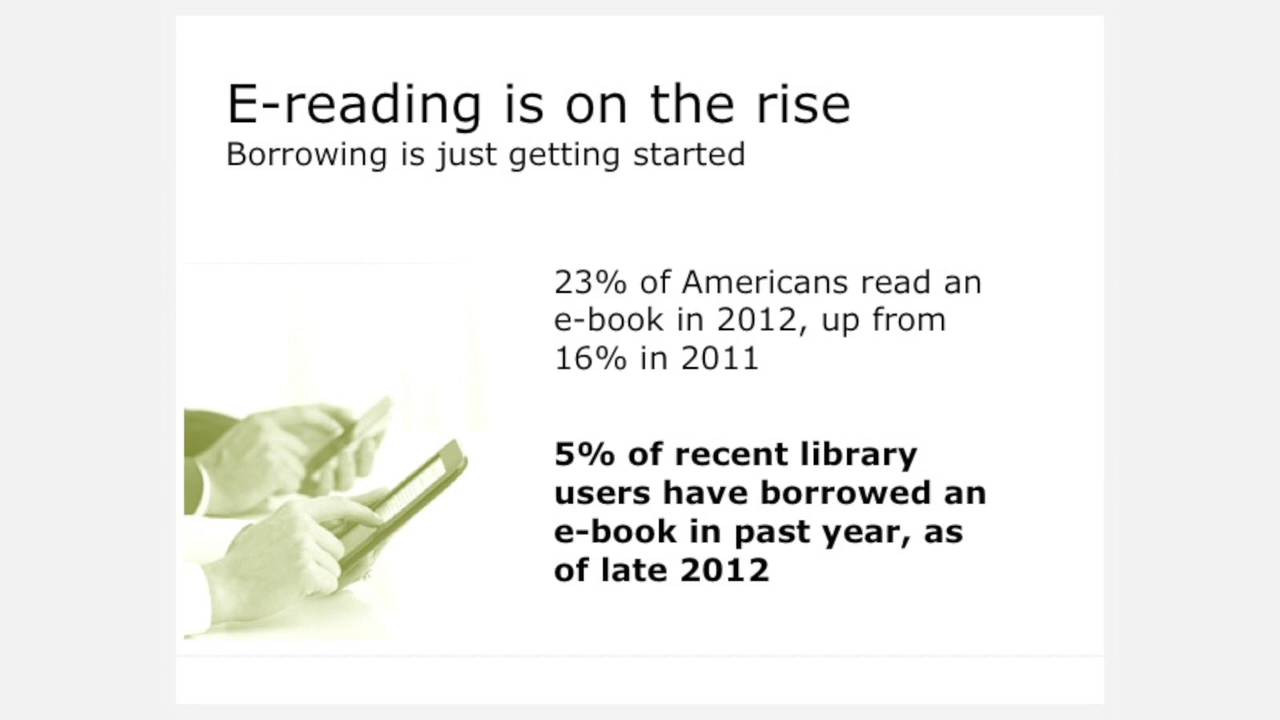 E-reading is on the rise
Borrowing is just getting started
23% of Americans read an
e-book in 2012, up from
16% in 2011
5% of recent library
users have borrowed an
e-book in past year, as
of late 2012